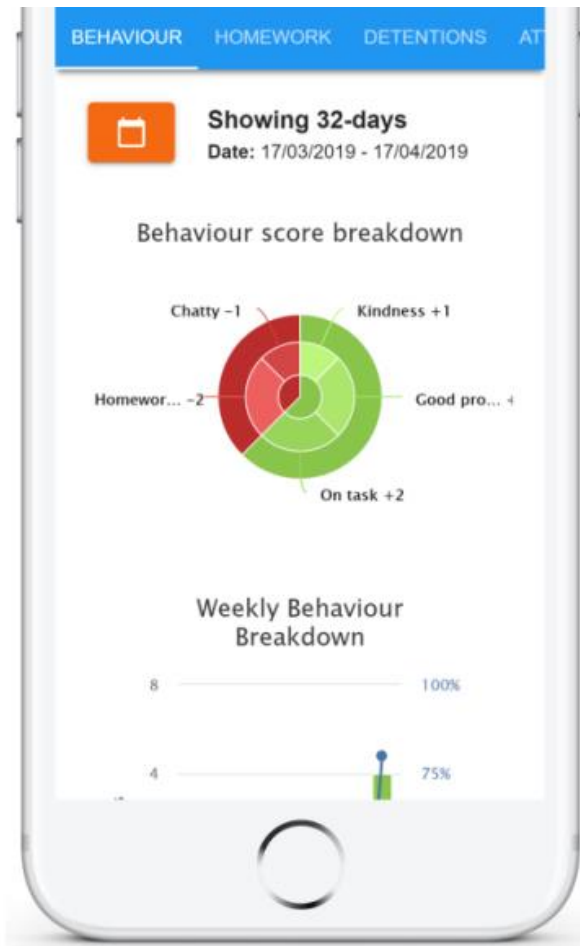 BEHAVIOUR HOMEWORK DETENTIONS AT
Showing 32-days
Date: 17/03/2019 - 17/04/2019
Behaviour score breakdown
Chatty -1 Kindness +1
Homewor... -2 Good pro...
On task +2
Weekly Behaviour
Breakdown
8 100%
4 75%